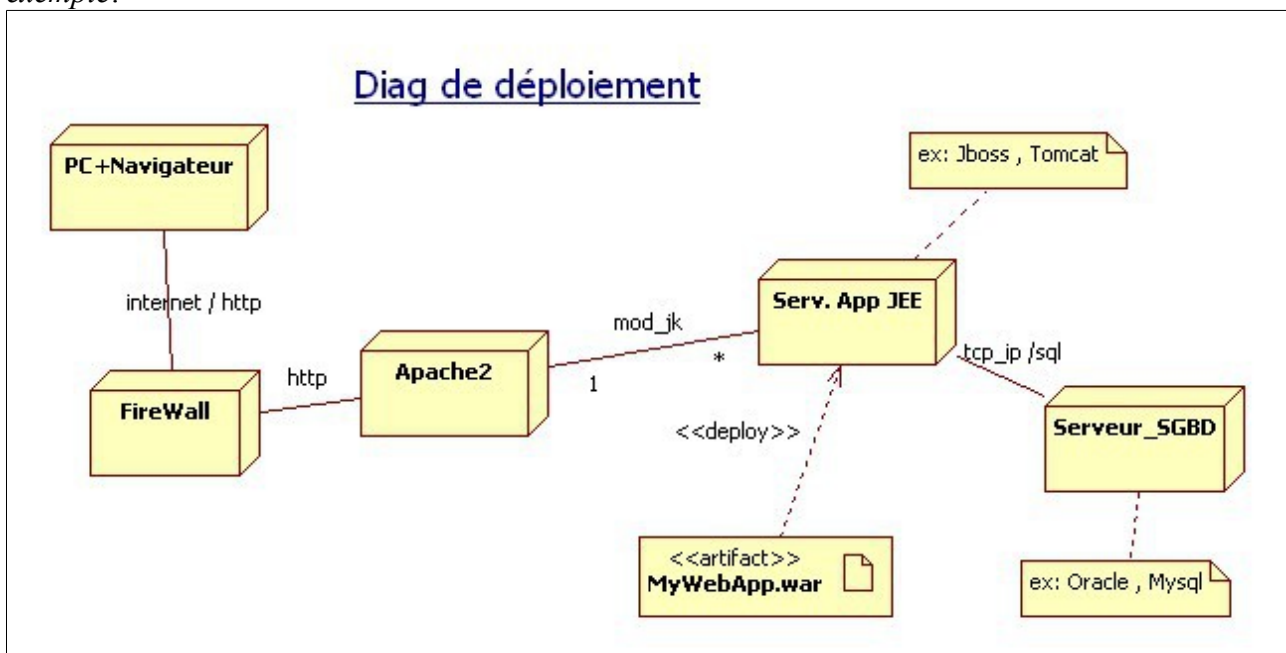 exemple:
Diag de déploiement
PC+Navigateur
ex: Jboss , Tomcat
internet / http
Serv. App JEE
mod_jk
*
1
tcp_ip /sql
http
Apache2
FireWall
<<deploy>>
Serveur_SGBD
<<artifact>>
MyWebApp.war
ex: Oracle , Mysql